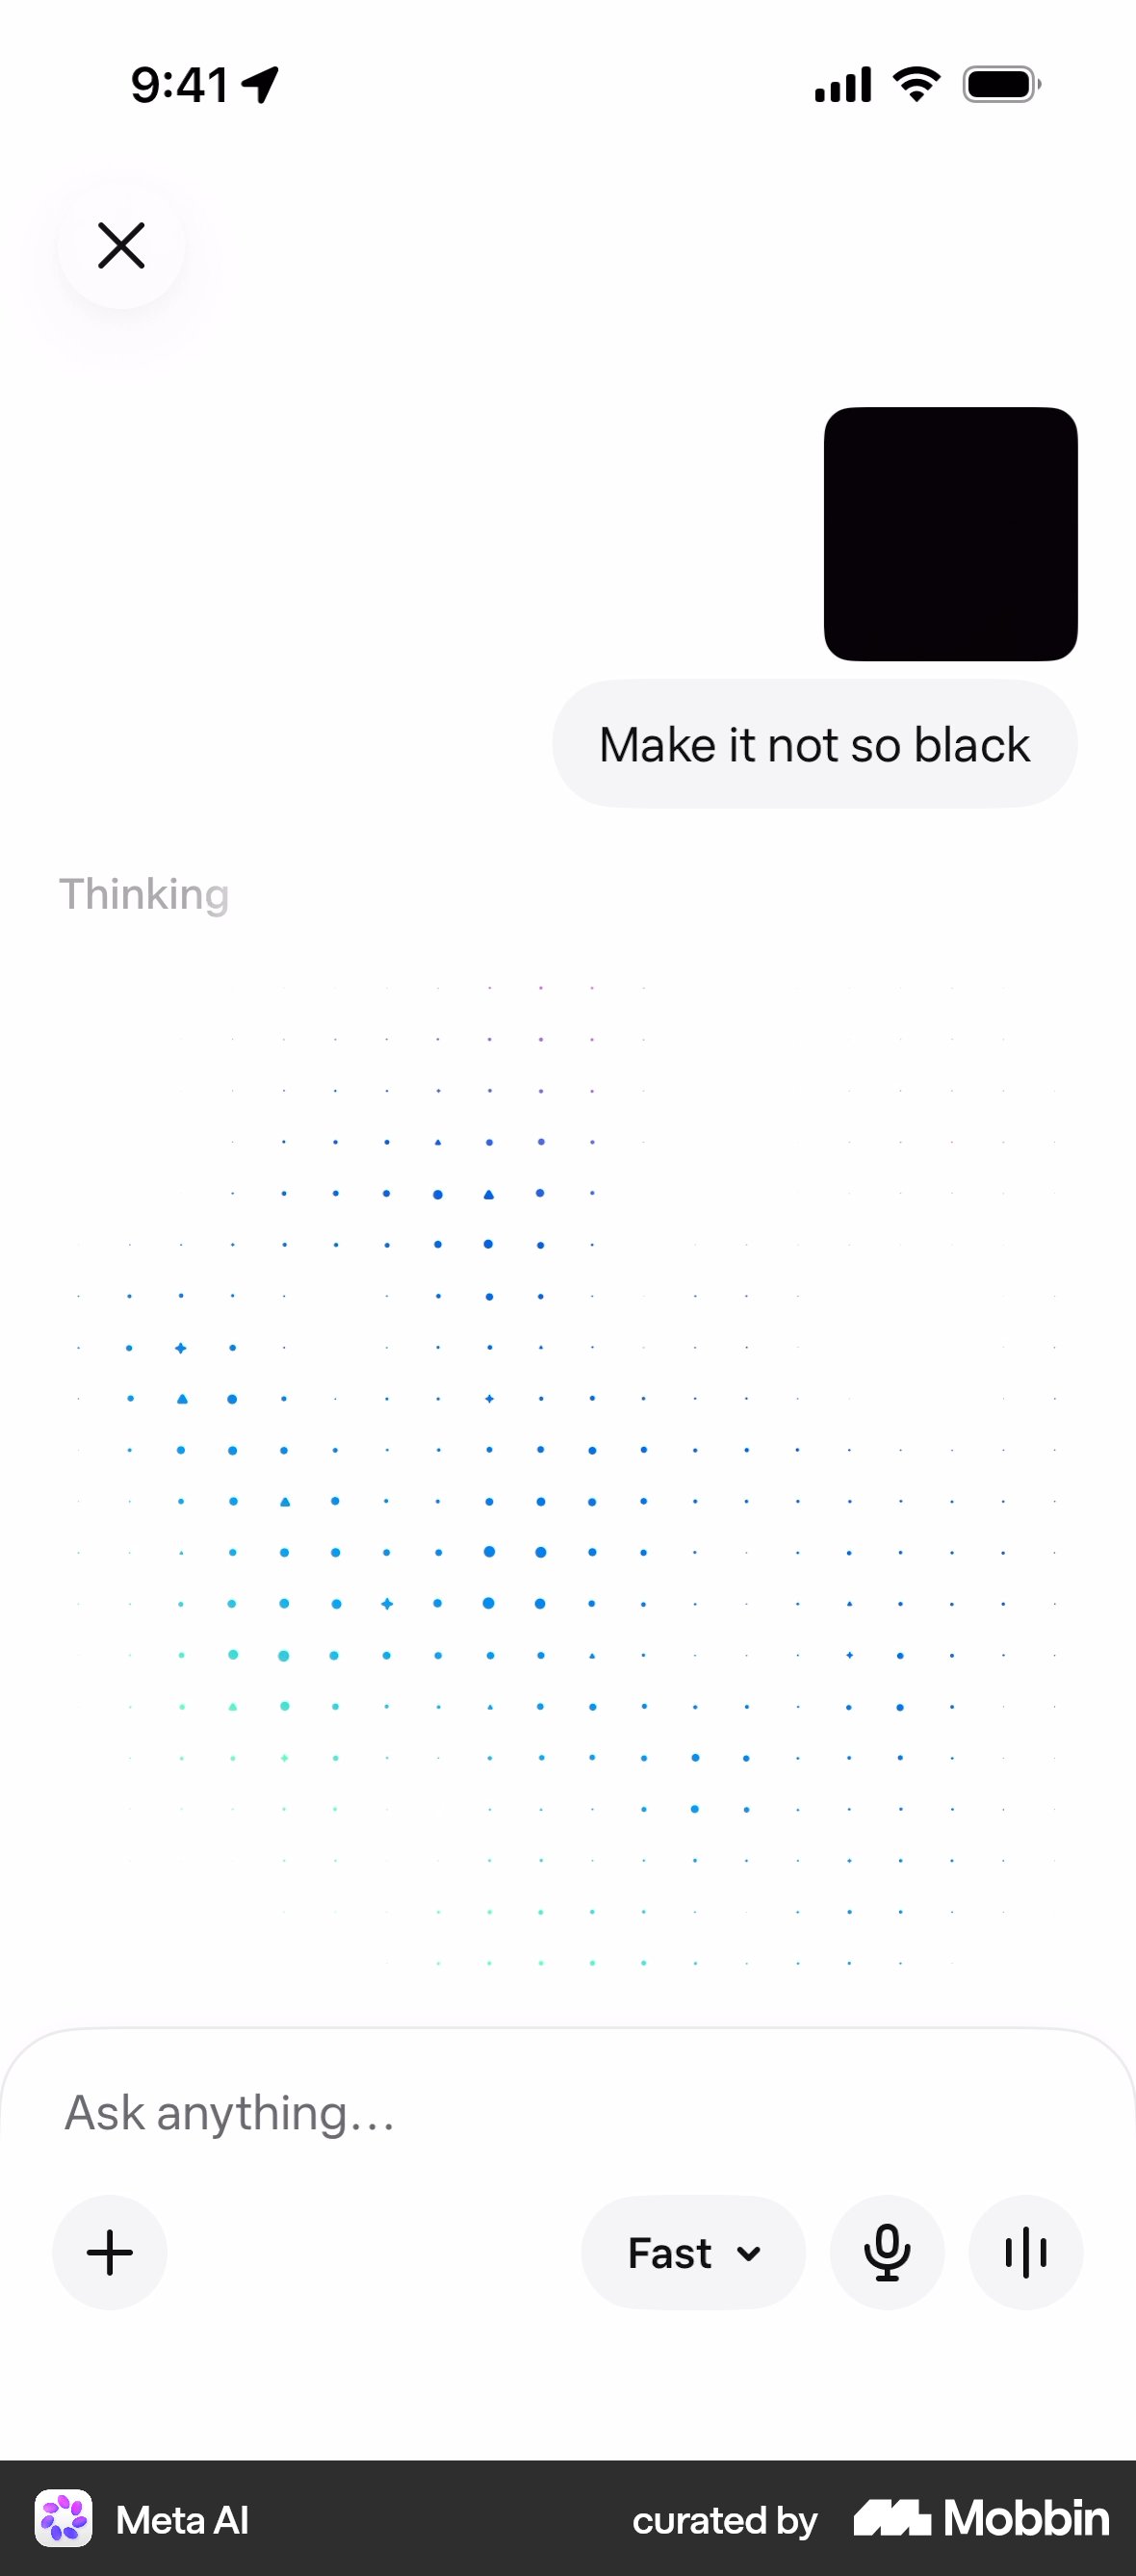 9:41
Make it not so black
Thinking
Ask anything...
Fast
Meta AI
curated by Mobbin